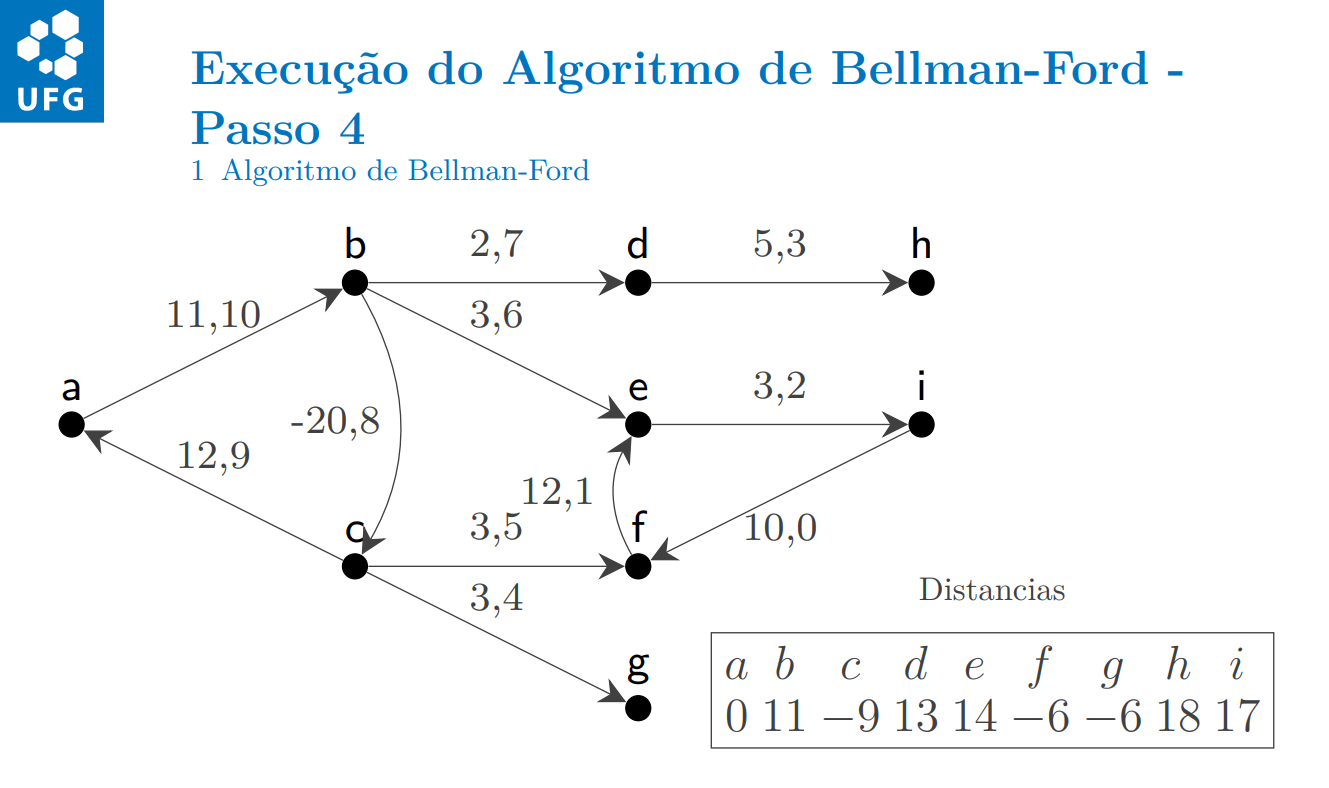 UFG
Execução do Algoritmo de Bellman-Ford -
Passo 4
1 Algoritmo de Bellman-Ford
b
2,7
d
5,3
h
11,10
3,6
a
e
3,2
i
-20,8
12,9
12,1
c
3,5
f
10,0
3,4
g
Distancias
a b c d e f g h i
0 11 −9 13 14 −6 −6 18 17